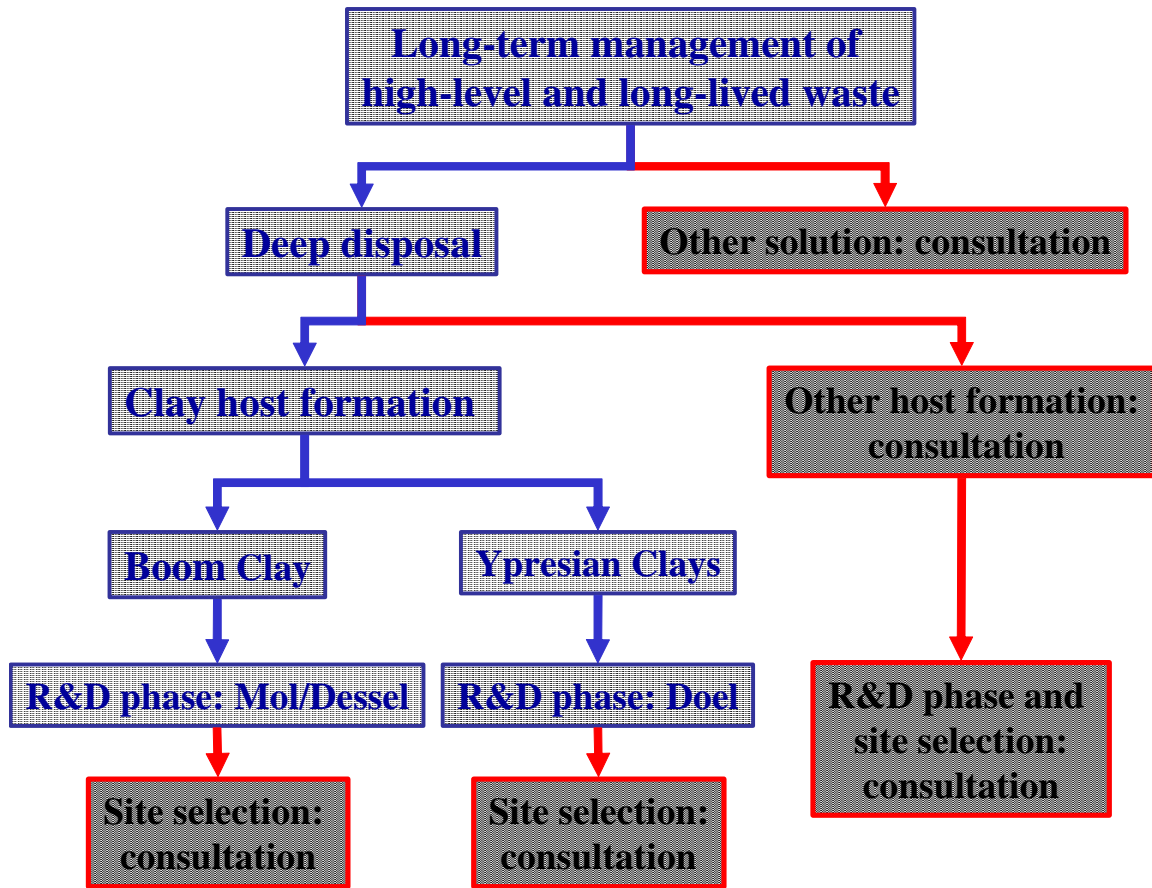 Long-term management of
high-level and long-lived waste
Deep disposal
Other solution: consultation
Clay host formation
Other host formation:
consultation
Boom Clay
Ypresian Clays
R&D phase: Mol/Dessel
R&D phase: Doel
R&D phase and
site selection:
consultation
Site selection:
consultation
Site selection:
consultation